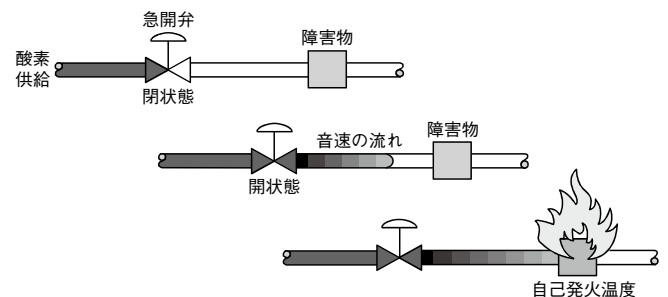 急開弁
障害物
酸素
供給
閉状態
音速の流れ
障害物
開状態
自己発火温度